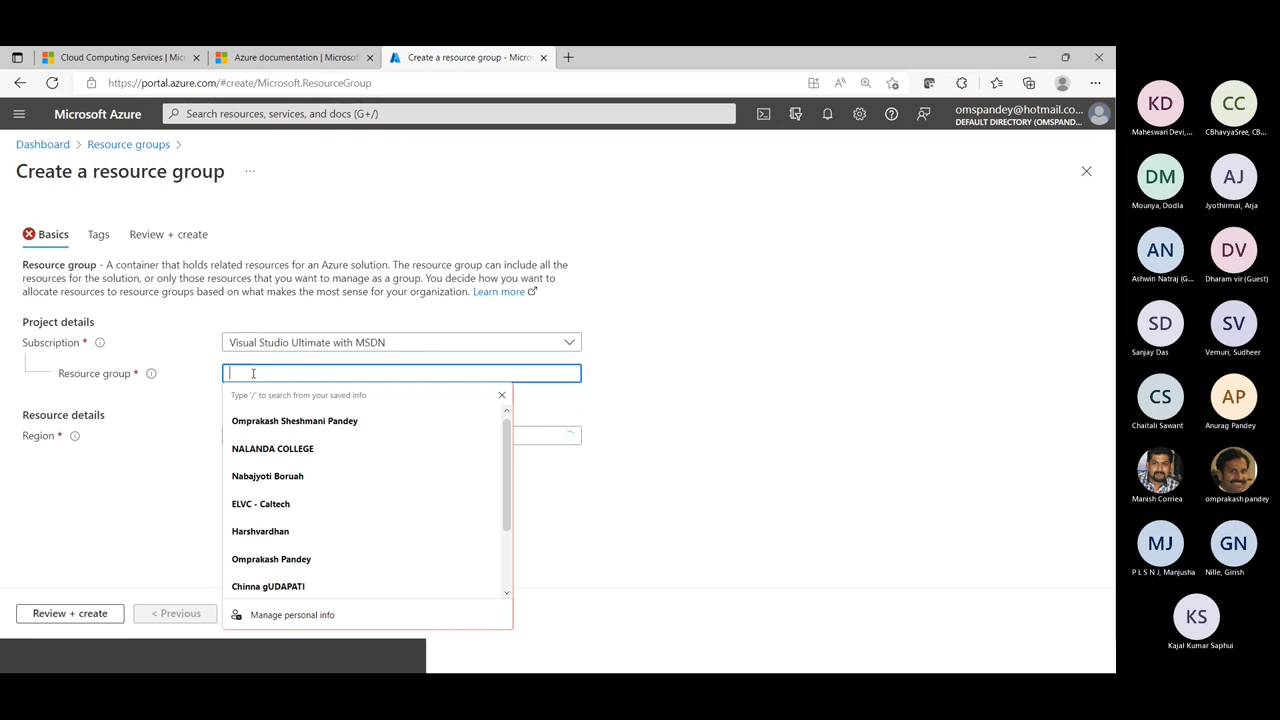 Cloud Computing Services | Mic
Azure documentation | Microsof
Create a resource group - Micros
https://portal.azure.com/#create/Microsoft.ResourceGroup
Microsoft Azure
Search resources, services, and docs (G+/)
omspandey@hotmail.co...
DEFAULT DIRECTORY (OMSPAND...
Dashboard > Resource groups >
Create a resource group ...
Basics Tags Review + create
Resource group - A container that holds related resources for an Azure solution. The resource group can include all the
resources for the solution, or only those resources that you want to manage as a group. You decide how you want to
allocate resources to resource groups based on what makes the most sense for your organization. Learn more
Project details
Subscription *
Visual Studio Ultimate with MSDN
Resource group *
Type '/' to search from your saved info
Omprakash Sheshmani Pandey
NALANDA COLLEGE
Nabajyoti Boruah
ELVC - Caltech
Harshvardhan
Omprakash Pandey
Chinna gUDAPATI
Manage personal info
Resource details
Region *
Review + create
< Previous
KD
Maheswari Devi,...
CC
CBhavyaSree, CB...
DM
Mounya, Dodla
AJ
Jyothirmai, Arja
AN
Ashwin Natraj (G...
DV
Dharam vir (Guest)
SD
Sanjay Das
SV
Vemuri, Sudheer
CS
Chaitali Sawant
AP
Anurag Pandey
Manish Corriea
omprakash pandey
MJ
P L S N J, Manjusha
GN
Nille, Girish
KS
Kajal Kumar Saphui